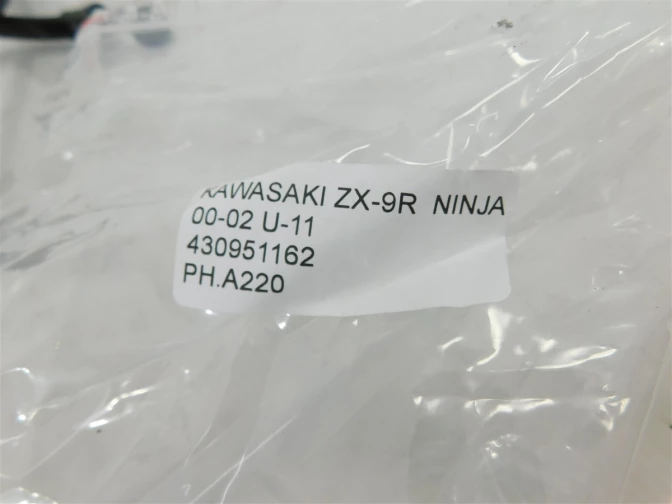 KAWASAKI ZX-9R NINJA
00-02 U-11
430951162
PH.A220